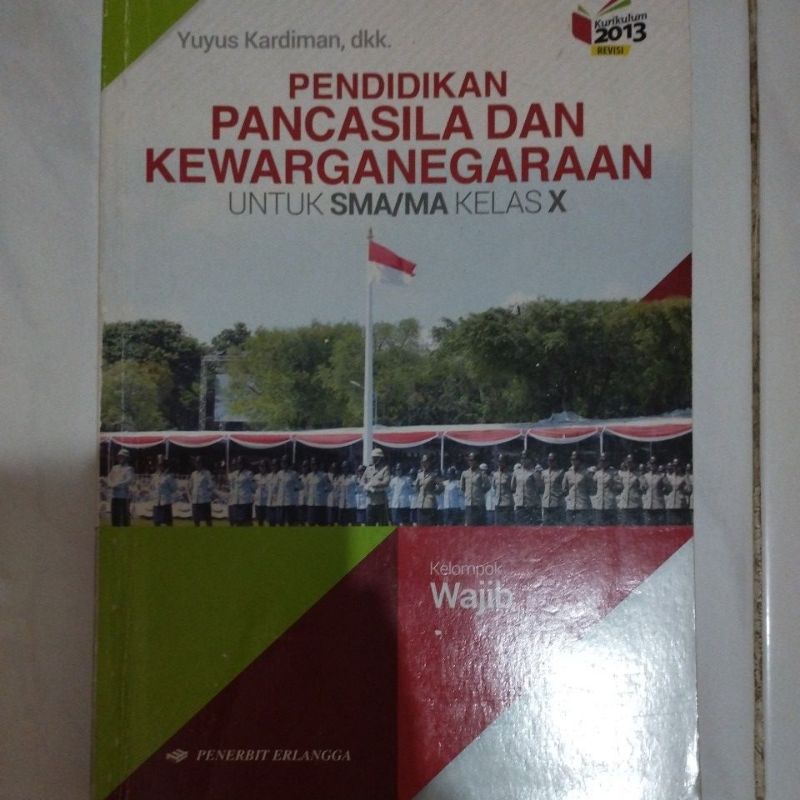 Yuyus Kardiman, dkk.
Kurikulum
2013
REVISI
PENDIDIKAN
PANCASILA DAN
KEWARGANEGARAAN
UNTUK SMA/MA KELAS X
Kelompok
Wajib
PENERBIT ERLANGGA